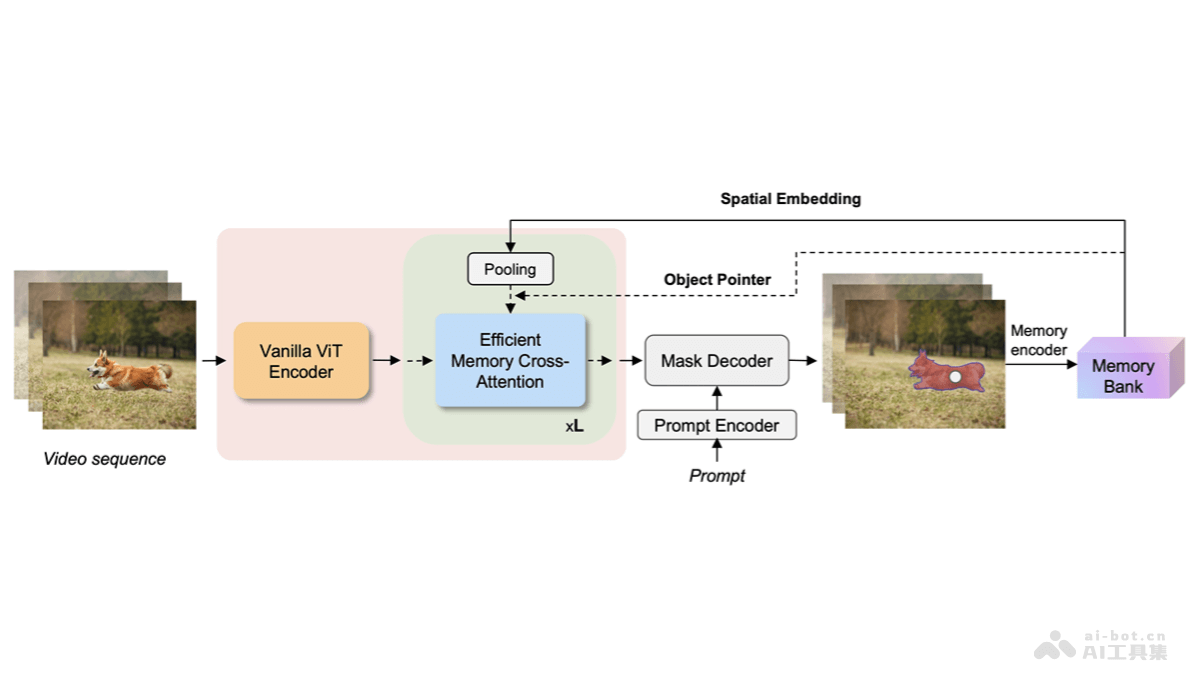 Spatial Embedding
Pooling
Object Pointer
Vanilla ViT
Encoder
Efficient
Memory Cross-
Attention
xL
Mask Decoder
Prompt Encoder
Prompt
Memory
encoder
Memory
Bank
Video sequence
ai-bot.cn
AI工具集